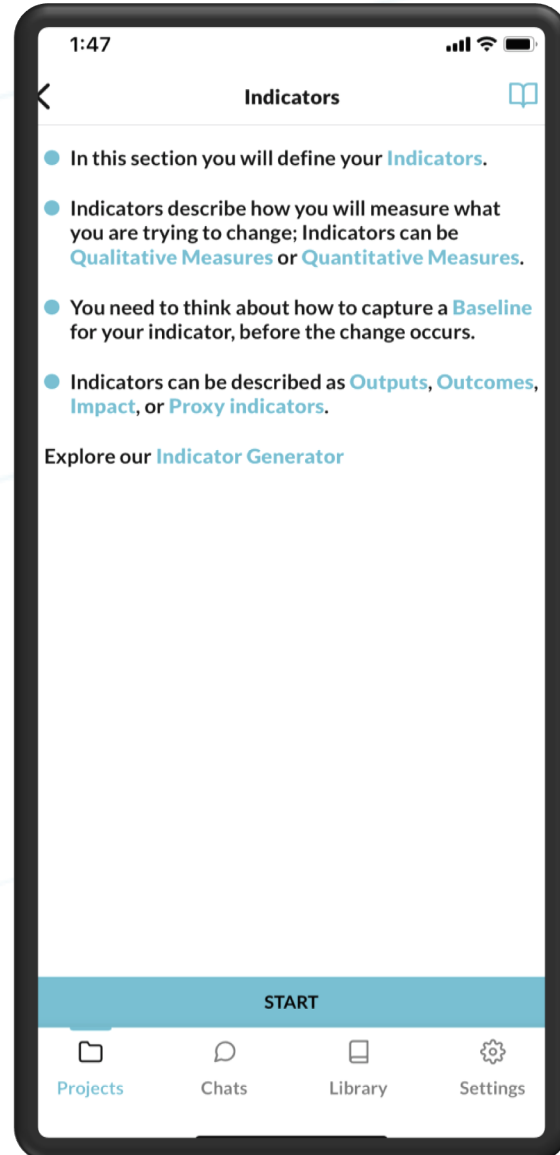 1:47
Indicators
In this section you will define your Indicators.
Indicators describe how you will measure what
you are trying to change; Indicators can be
Qualitative Measures or Quantitative Measures.
You need to think about how to capture a Baseline
for your indicator, before the change occurs.
Indicators can be described as Outputs, Outcomes,
Impact, or Proxy indicators.
Explore our Indicator Generator
START
Projects Chats Library Settings